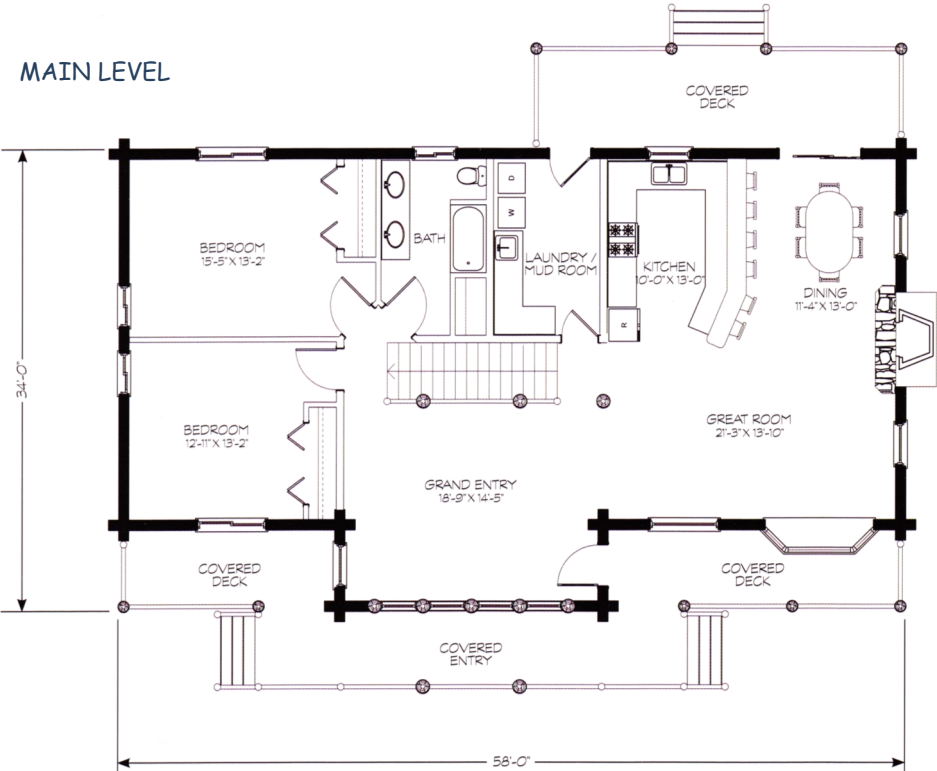 MAIN LEVEL
COVERED
DECK
BEDROOM
15'-5" X 13'-2"
BATH
D
W
LAUNDRY /
MUD ROOM
KITCHEN
10'-0" X 13'-0"
R
DINING
11'-4" X 13'-0"
34'-0"
BEDROOM
12'-11" X 13'-2"
GREAT ROOM
21'-3" X 13'-10"
GRAND ENTRY
18'-9" X 14'-5"
COVERED
DECK
COVERED
DECK
COVERED
ENTRY
58'-0"